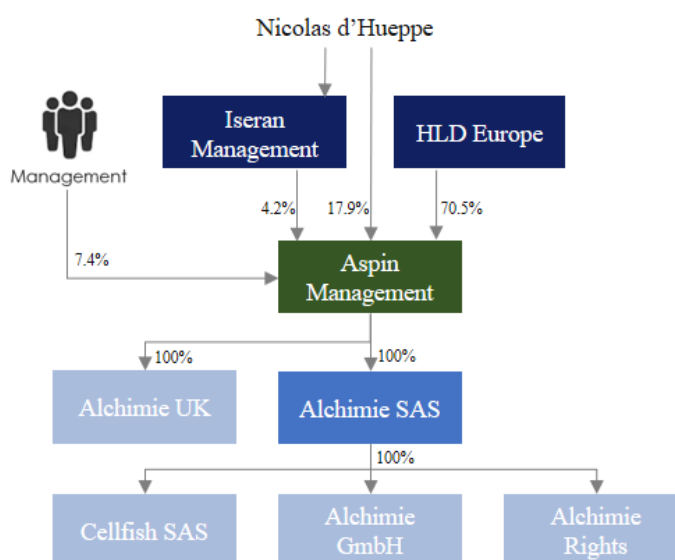 Nicolas d’Hueppe
Iseran
Management
HLD Europe
Management
4.2%
17.9%
70.5%
7.4%
Aspin
Management
100%
100%
Alchimie UK
Alchimie SAS
100%
Cellfish SAS
Alchimie
GmbH
Alchimie
Rights